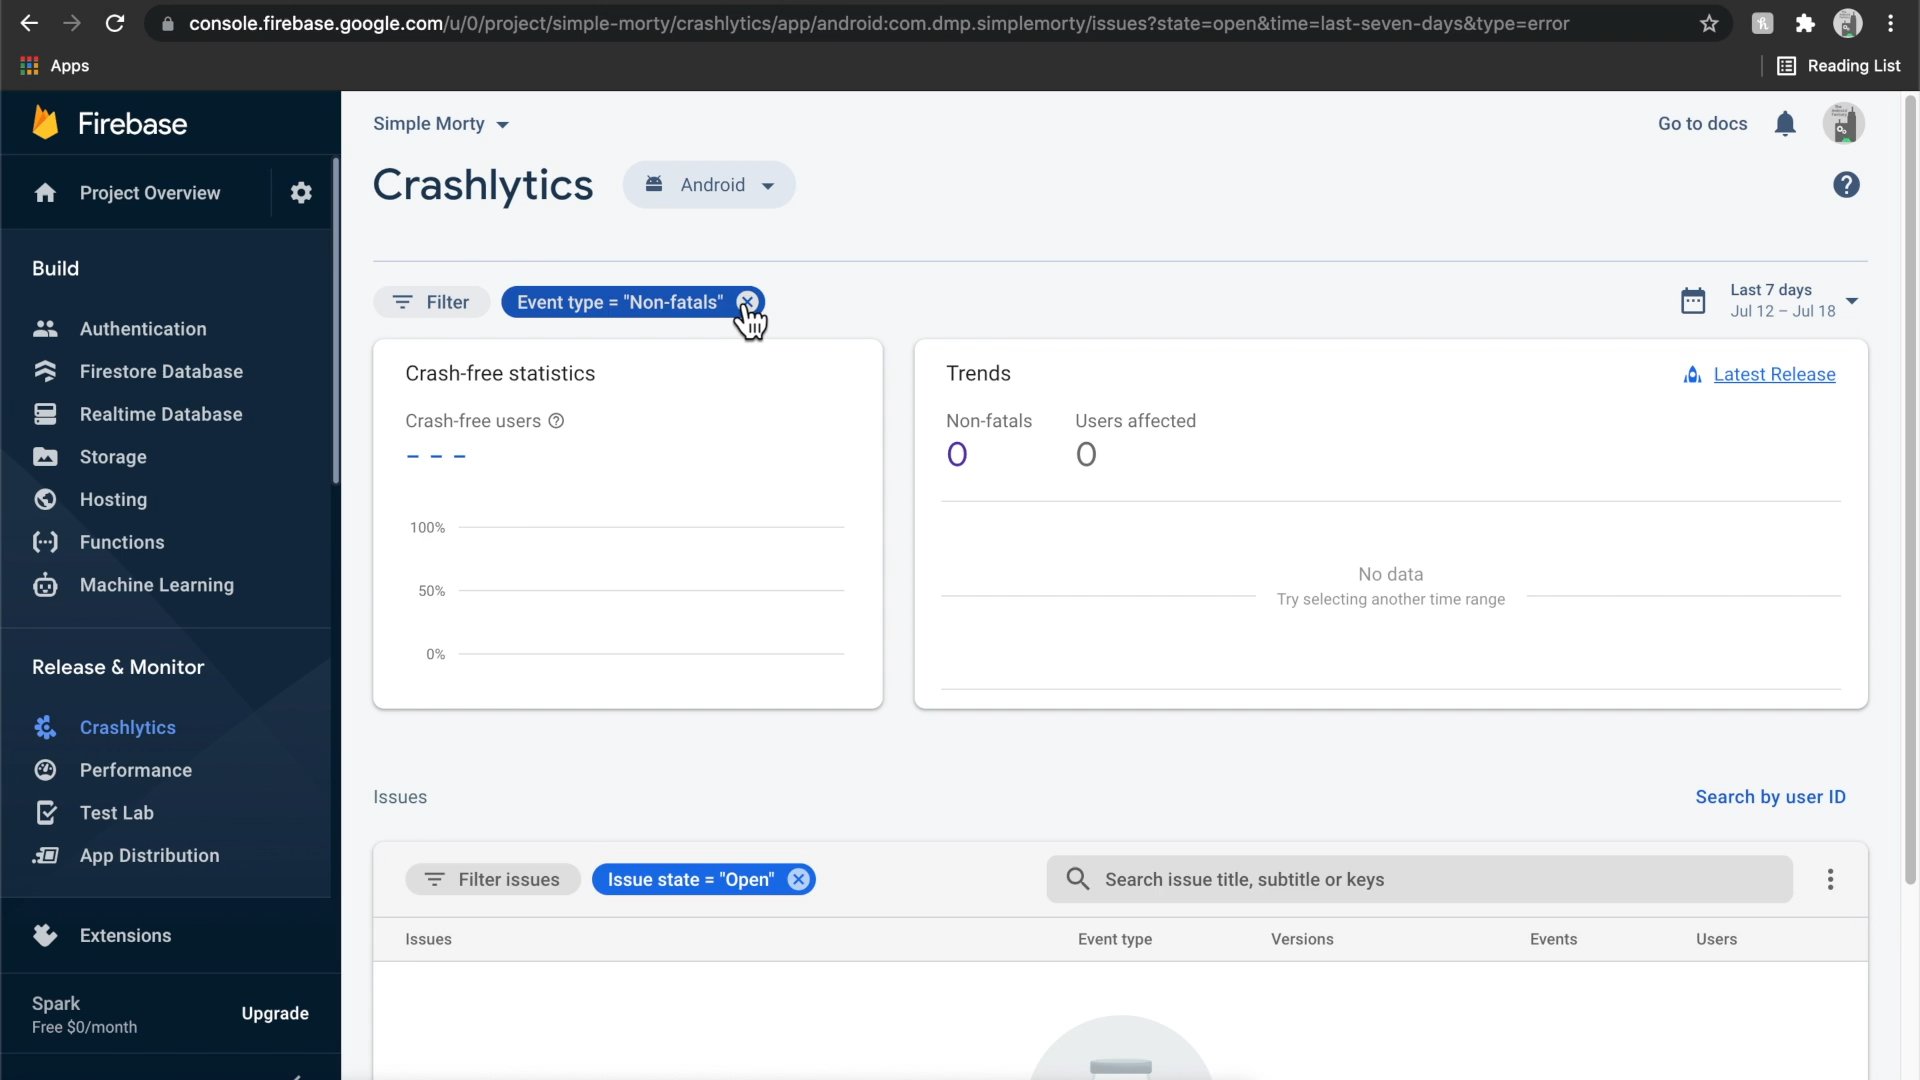 console.firebase.google.com/u/0/project/simple-morty/crashlytics/app/android:com.dmp.simplemorty/issues?state=open&time=last-seven-days&type=error
Apps
Reading List
Firebase
Project Overview
Build
Authentication
Firestore Database
Realtime Database
Storage
Hosting
Functions
Machine Learning
Release & Monitor
Crashlytics
Performance
Test Lab
App Distribution
Extensions
Spark
Free $0/month
Upgrade
Simple Morty
Go to docs
Crashlytics
Android
Filter
Event type = "Non-fatals"
Last 7 days
Jul 12 – Jul 18
Crash-free statistics
Crash-free users
– – –
100%
50%
0%
Trends
Latest Release
Non-fatals
Users affected
0
0
No data
Try selecting another time range
Issues
Search by user ID
Filter issues
Issue state = "Open"
Search issue title, subtitle or keys
Issues
Event type
Versions
Events
Users